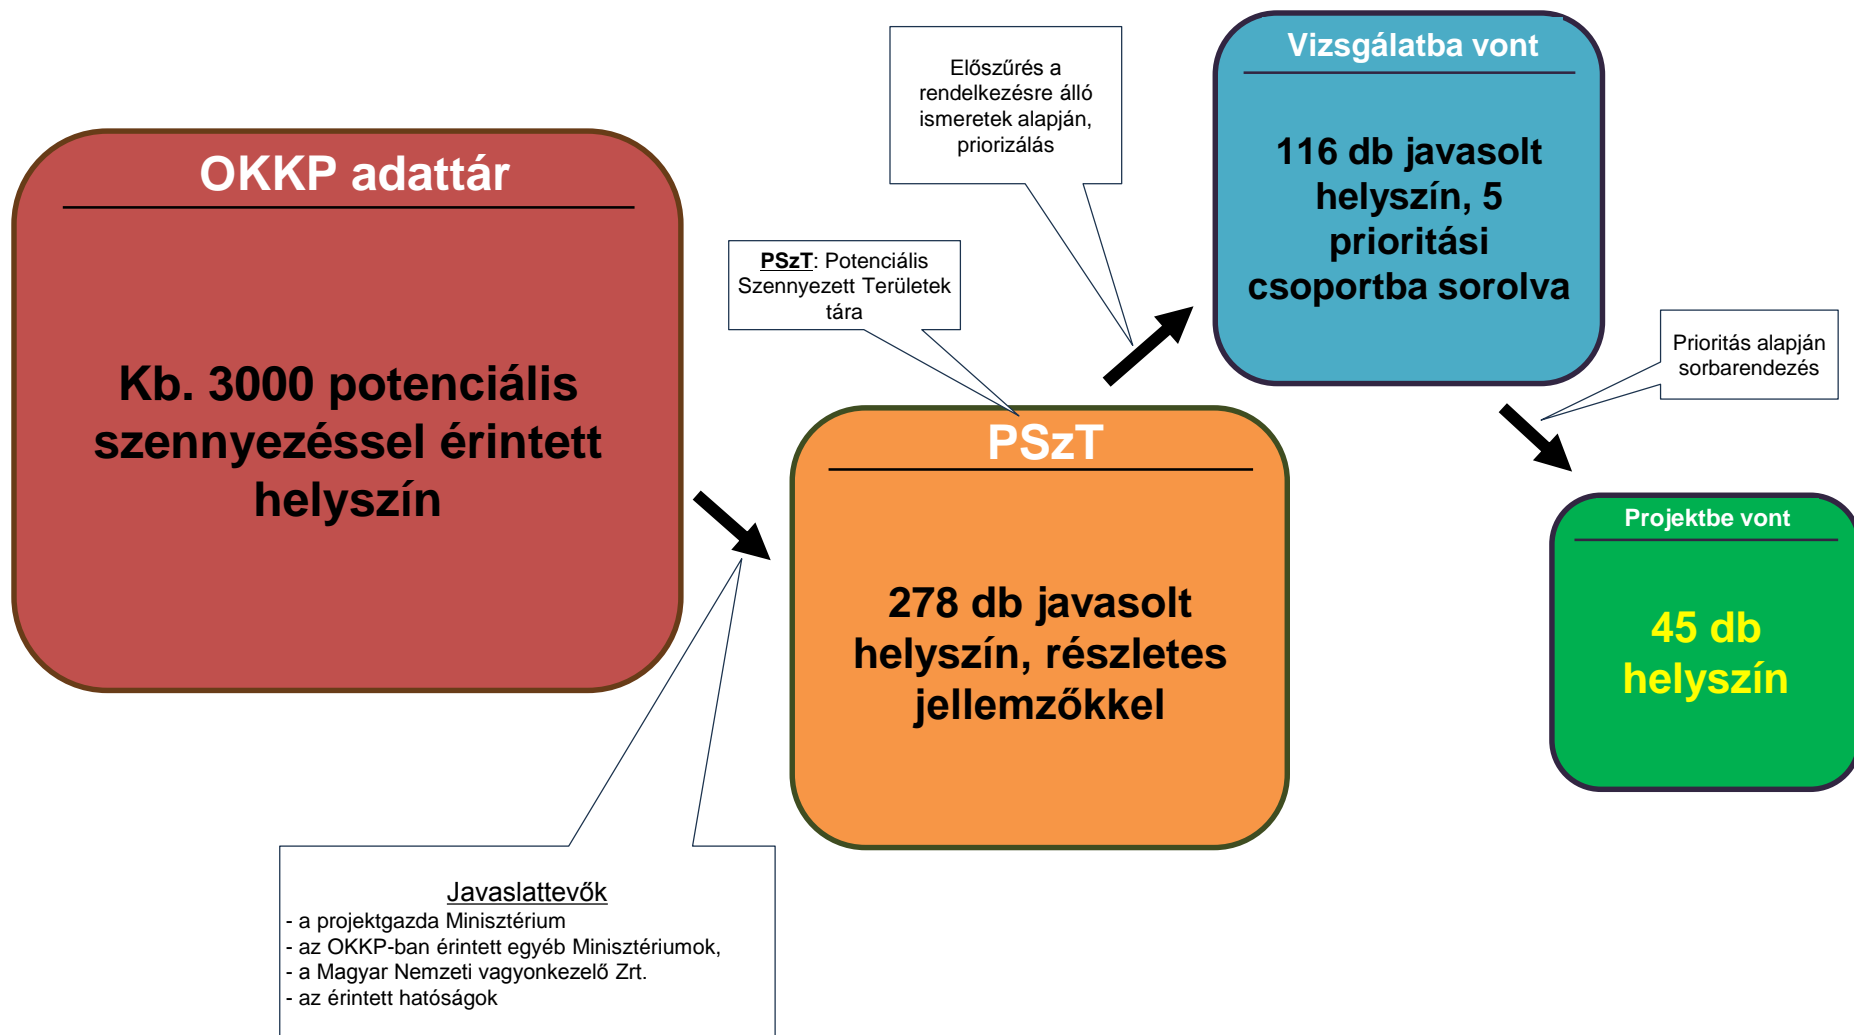 OKKP adattár
Kb. 3000 potenciális
szennyezéssel érintett
helyszín
Javaslattevők
- a projektgazda Minisztérium
- az OKKP-ban érintett egyéb Minisztériumok,
- a Magyar Nemzeti vagyonkezelő Zrt.
- az érintett hatóságok
PSzT: Potenciális
Szennyezett Területek
tára
PSzT
278 db javasolt
helyszín, részletes
jellemzőkkel
Előszűrés a
rendelkezésre álló
ismeretek alapján,
priorizálás
Vizsgálatba vont
116 db javasolt
helyszín, 5
prioritási
csoportba sorolva
Prioritás alapján
sorbarendezés
Projektbe vont
45 db
helyszín